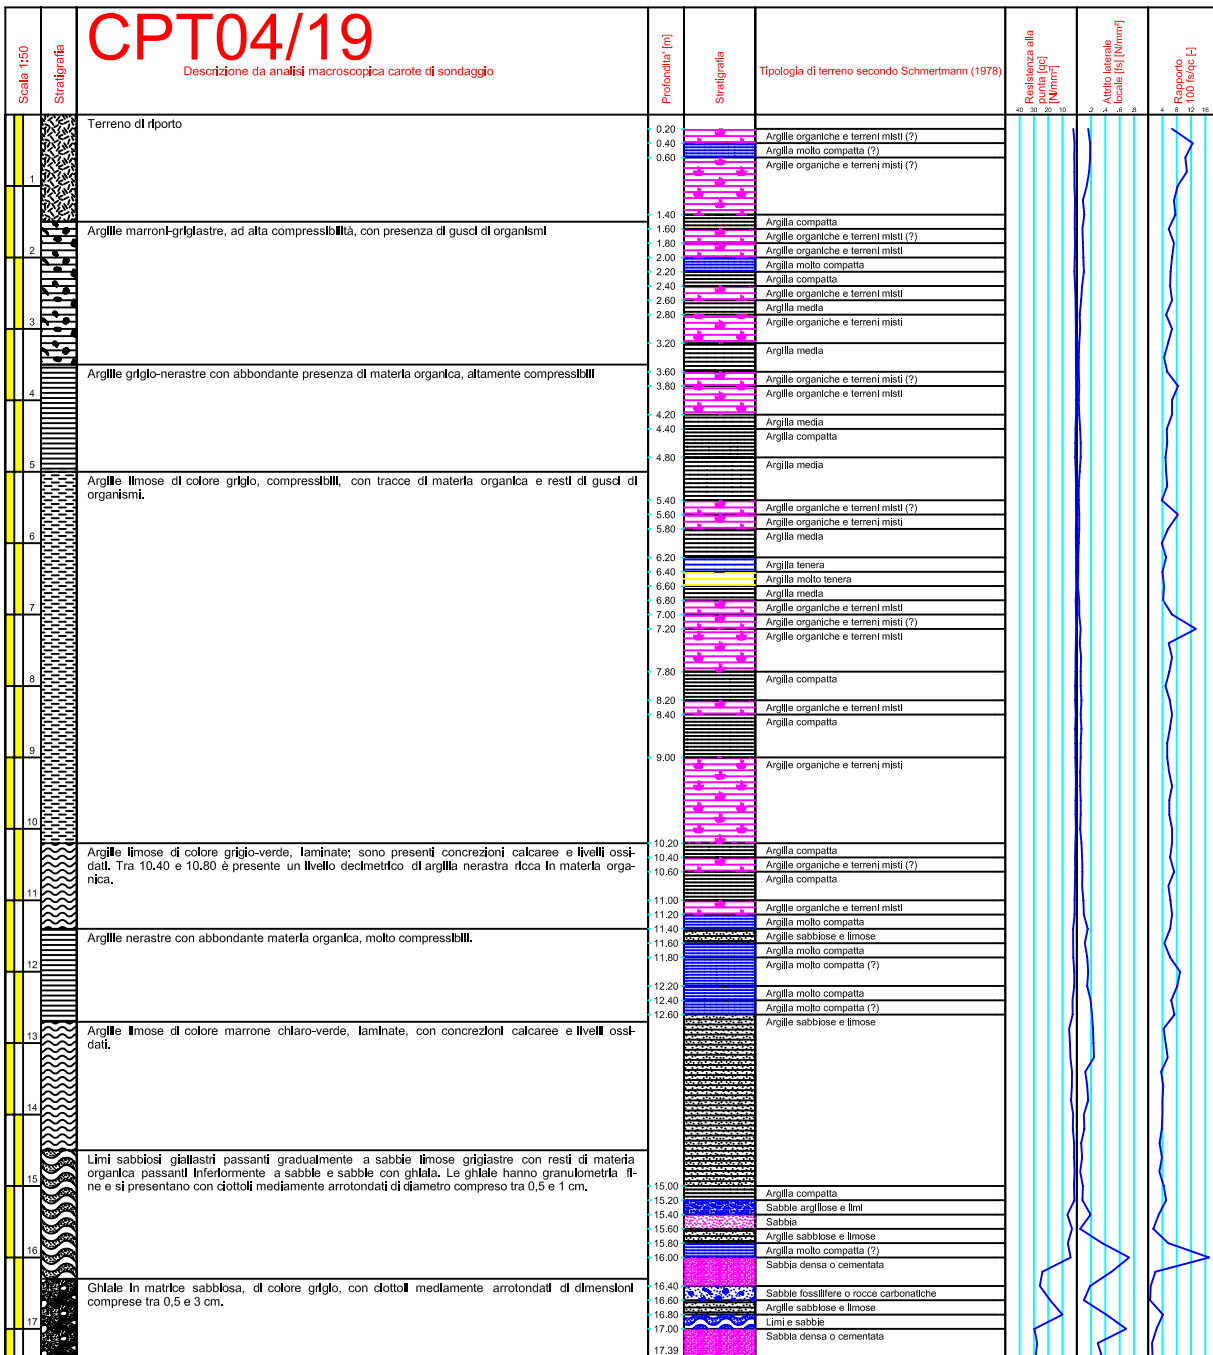 CPT04/19
Descrizione da analisi macroscopica carote di sondaggio
Scala 1:50
Stratigrafia
Profondita' [m]
Stratigrafia
Tipologia di terreno secondo Schmertmann (1978)
Resistenza alla
punta [qc]
[N/mm²]
Attrito laterale
locale [fs] [N/mm²]
Rapporto
100 fs/qc [-]
40 30 20 10
.2 .4 .6 .8
4 8 12 16
Terreno di riporto
Argille marroni-grigiastre, ad alta compressibilità, con presenza di gusci di organismi
Argille grigio-nerastre con abbondante presenza di materia organica, altamente compressibili
Argille limose di colore grigio, compressibili, con tracce di materia organica e resti di gusci di
organismi.
Argille limose di colore grigio-verde, laminate; sono presenti concrezioni calcaree e livelli ossi-
dati. Tra 10.40 e 10.80 è presente un livello decimetrico di argilla nerastra ricca in materia orga-
nica.
Argille nerastre con abbondante materia organica, molto compressibili.
Argille limose di colore marrone chiaro-verde, laminate, con concrezioni calcaree e livelli ossi-
dati.
Limi sabbiosi giallastri passanti gradualmente a sabbie limose grigiastre con resti di materia
organica passanti inferiormente a sabbie e sabbie con ghiaia. Le ghiaie hanno granulometria fi-
ne e si presentano con ciottoli mediamente arrotondati di diametro compreso tra 0,5 e 1 cm.
Ghiaie in matrice sabbiosa, di colore grigio, con ciottoli mediamente arrotondati di dimensioni
comprese tra 0,5 e 3 cm.
1
2
3
4
5
6
7
8
9
10
11
12
13
14
15
16
17
0.20 Argille organiche e terreni misti (?)
0.40 Argilla molto compatta (?)
0.60 Argille organiche e terreni misti (?)
1.40 Argilla compatta
1.60 Argille organiche e terreni misti (?)
1.80 Argille organiche e terreni misti
2.00 Argilla molto compatta
2.20 Argilla compatta
2.40 Argille organiche e terreni misti
2.60 Argilla media
2.80 Argille organiche e terreni misti
3.20 Argilla media
3.60 Argille organiche e terreni misti (?)
3.80 Argille organiche e terreni misti
4.20 Argilla media
4.40 Argilla compatta
4.80 Argilla media
5.40 Argille organiche e terreni misti (?)
5.60 Argille organiche e terreni misti
5.80 Argilla media
6.20 Argilla tenera
6.40 Argilla molto tenera
6.60 Argilla media
6.80 Argille organiche e terreni misti
7.00 Argille organiche e terreni misti (?)
7.20 Argille organiche e terreni misti
7.80 Argilla compatta
8.20 Argille organiche e terreni misti
8.40 Argilla compatta
9.00 Argille organiche e terreni misti
10.20 Argilla compatta
10.40 Argille organiche e terreni misti (?)
10.60 Argilla compatta
11.00 Argille organiche e terreni misti
11.20 Argilla molto compatta
11.40 Argille sabbiose e limose
11.60 Argilla molto compatta
11.80 Argilla molto compatta (?)
12.20 Argilla molto compatta
12.40 Argilla molto compatta (?)
12.60 Argille sabbiose e limose
15.00 Argilla compatta
15.20 Sabbie argillose e limi
15.40 Sabbia
15.60 Argille sabbiose e limose
15.80 Argilla molto compatta (?)
16.00 Sabbia densa o cementata
16.40 Sabbie fossilifere o rocce carbonatiche
16.60 Argille sabbiose e limose
16.80 Limi e sabbie
17.00 Sabbia densa o cementata
17.39